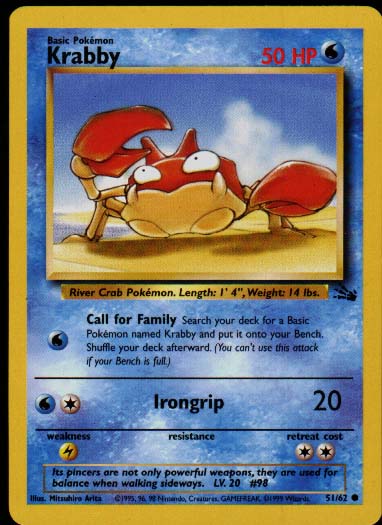 Basic Pokémon
Krabby
50 HP
River Crab Pokémon. Length: 1' 4", Weight: 14 lbs.
Call for Family Search your deck for a Basic
Pokémon named Krabby and put it onto your Bench.
Shuffle your deck afterward. (You can't use this attack
if your Bench is full.)
Irongrip 20
weakness resistance retreat cost
Its pincers are not only powerful weapons, they are used for
balance when walking sideways. LV. 20 #98
Illus. Mitsuhiro Arita ©1995, 96, 98 Nintendo, Creatures, GAMEFREAK. ©1999 Wizards. 51/62